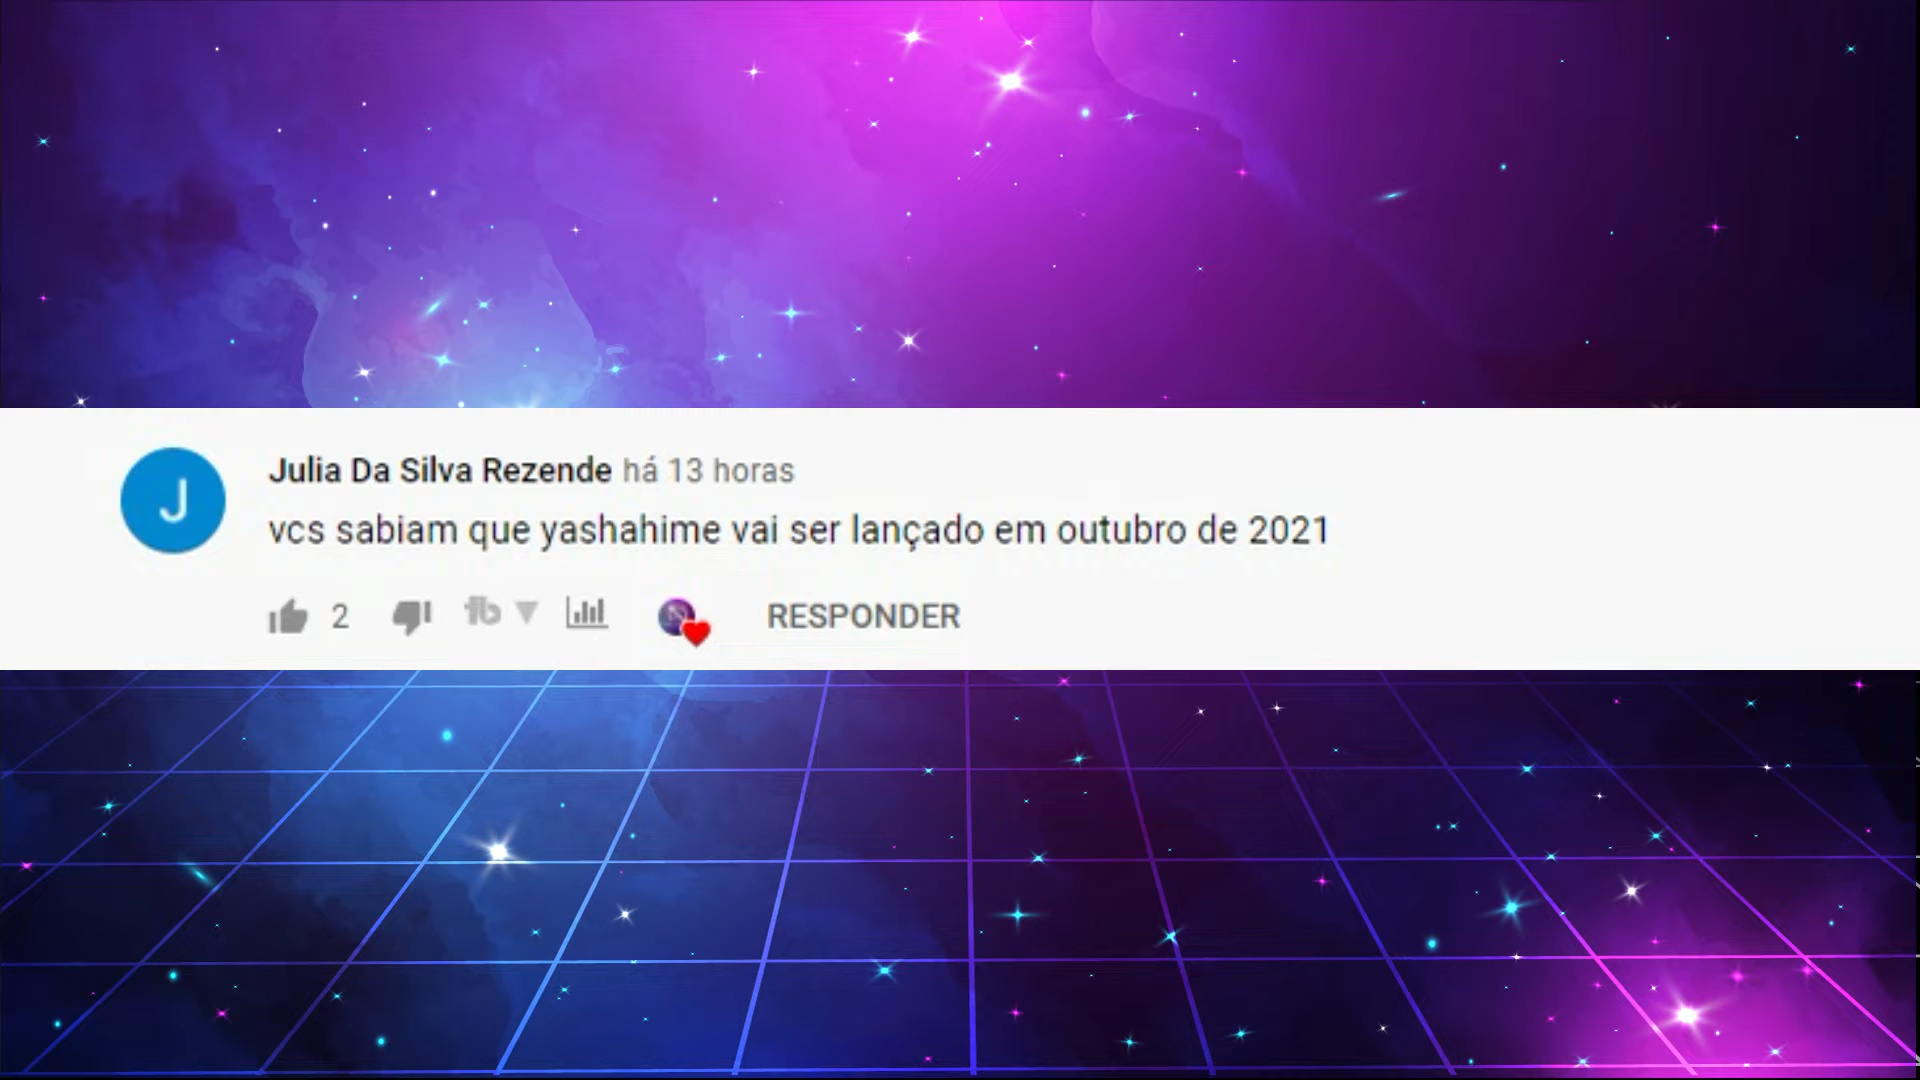 J
Julia Da Silva Rezende há 13 horas
vcs sabiam que yashahime vai ser lançado em outubro de 2021
2 tb RESPONDER